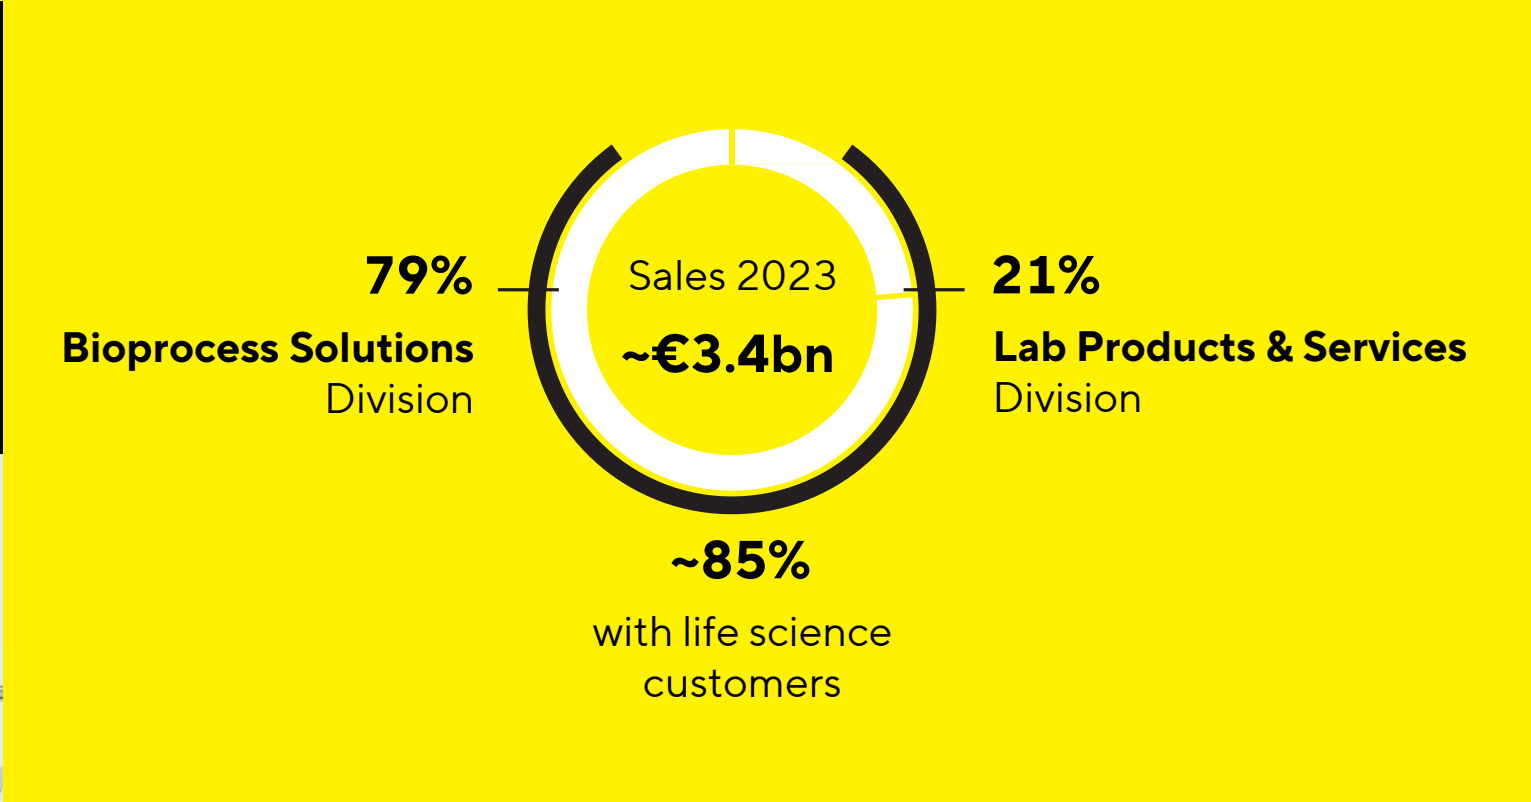 79%
Bioprocess Solutions
Division
Sales 2023
~€3.4bn
21%
Lab Products & Services
Division
~85%
with life science
customers